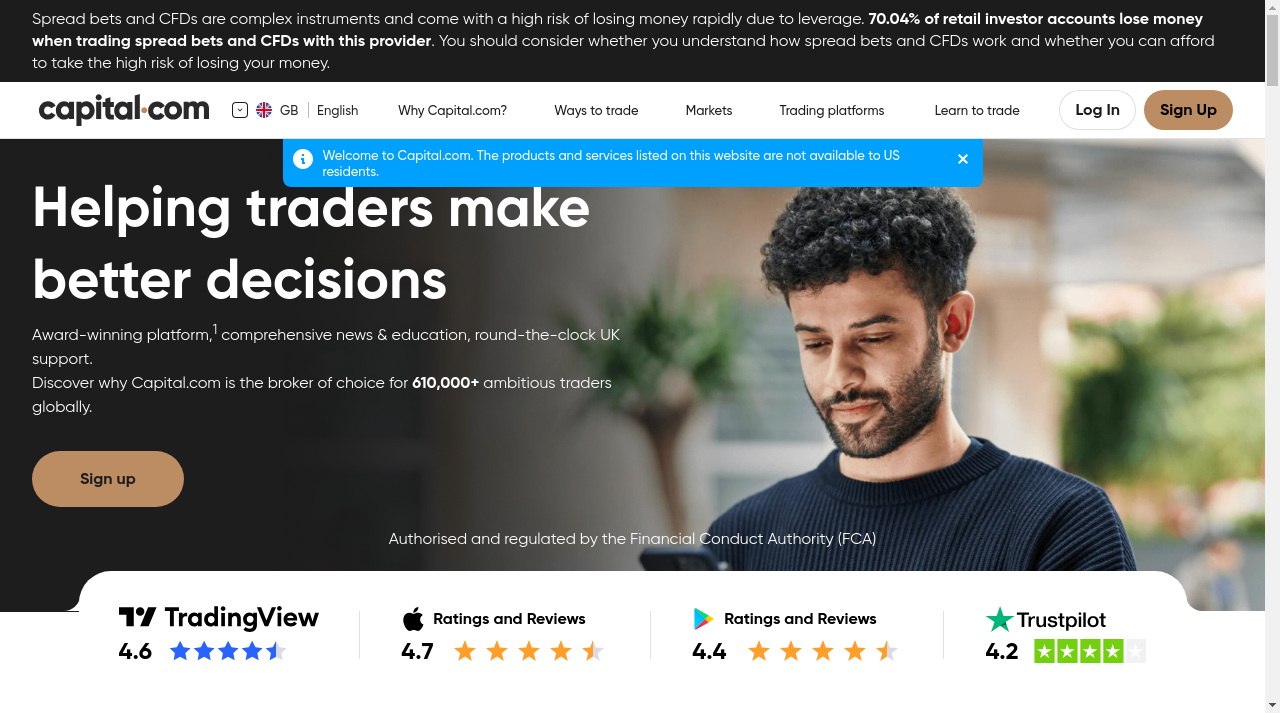 Spread bets and CFDs are complex instruments and come with a high risk of losing money rapidly due to leverage. 70.04% of retail investor accounts lose money
when trading spread bets and CFDs with this provider. You should consider whether you understand how spread bets and CFDs work and whether you can afford
to take the high risk of losing your money.
capital.com GB English Why Capital.com? Ways to trade Markets Trading platforms Learn to trade Log In Sign Up
Welcome to Capital.com. The products and services listed on this website are not available to US
residents.
Helping traders make
better decisions
Award-winning platform,1 comprehensive news & education, round-the-clock UK
support.
Discover why Capital.com is the broker of choice for 610,000+ ambitious traders
globally.
Sign up
Authorised and regulated by the Financial Conduct Authority (FCA)
TradingView Ratings and Reviews Ratings and Reviews Trustpilot
4.6 4.7 4.4 4.2